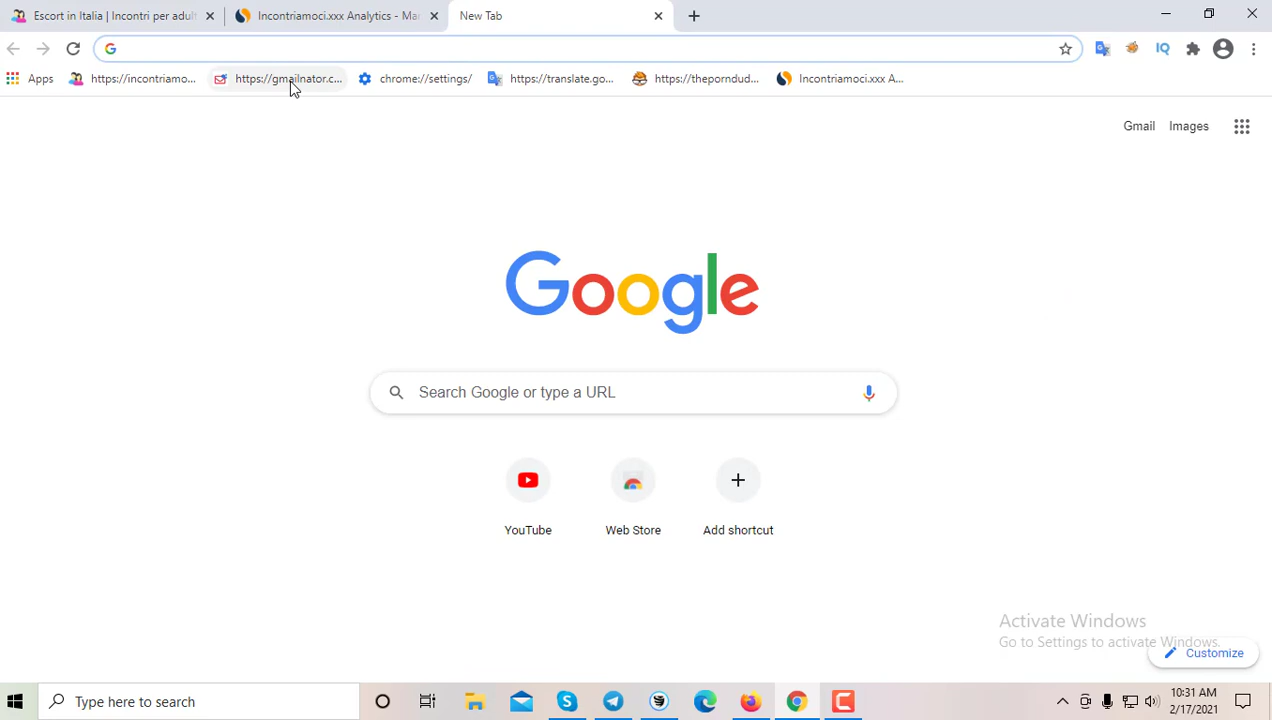 Escort in Italia | Incontri per adul
Incontriamoci.xxx Analytics - Ma
New Tab
Apps
https://incontriamo...
https://gmailnator.c...
chrome://settings/
https://translate.go...
https://theporndud...
Incontriamoci.xxx A...
Gmail
Images
Google
Search Google or type a URL
YouTube
Web Store
Add shortcut
Activate Windows
Go to Settings to activate Windows.
Customize
Type here to search
10:31 AM
2/17/2021